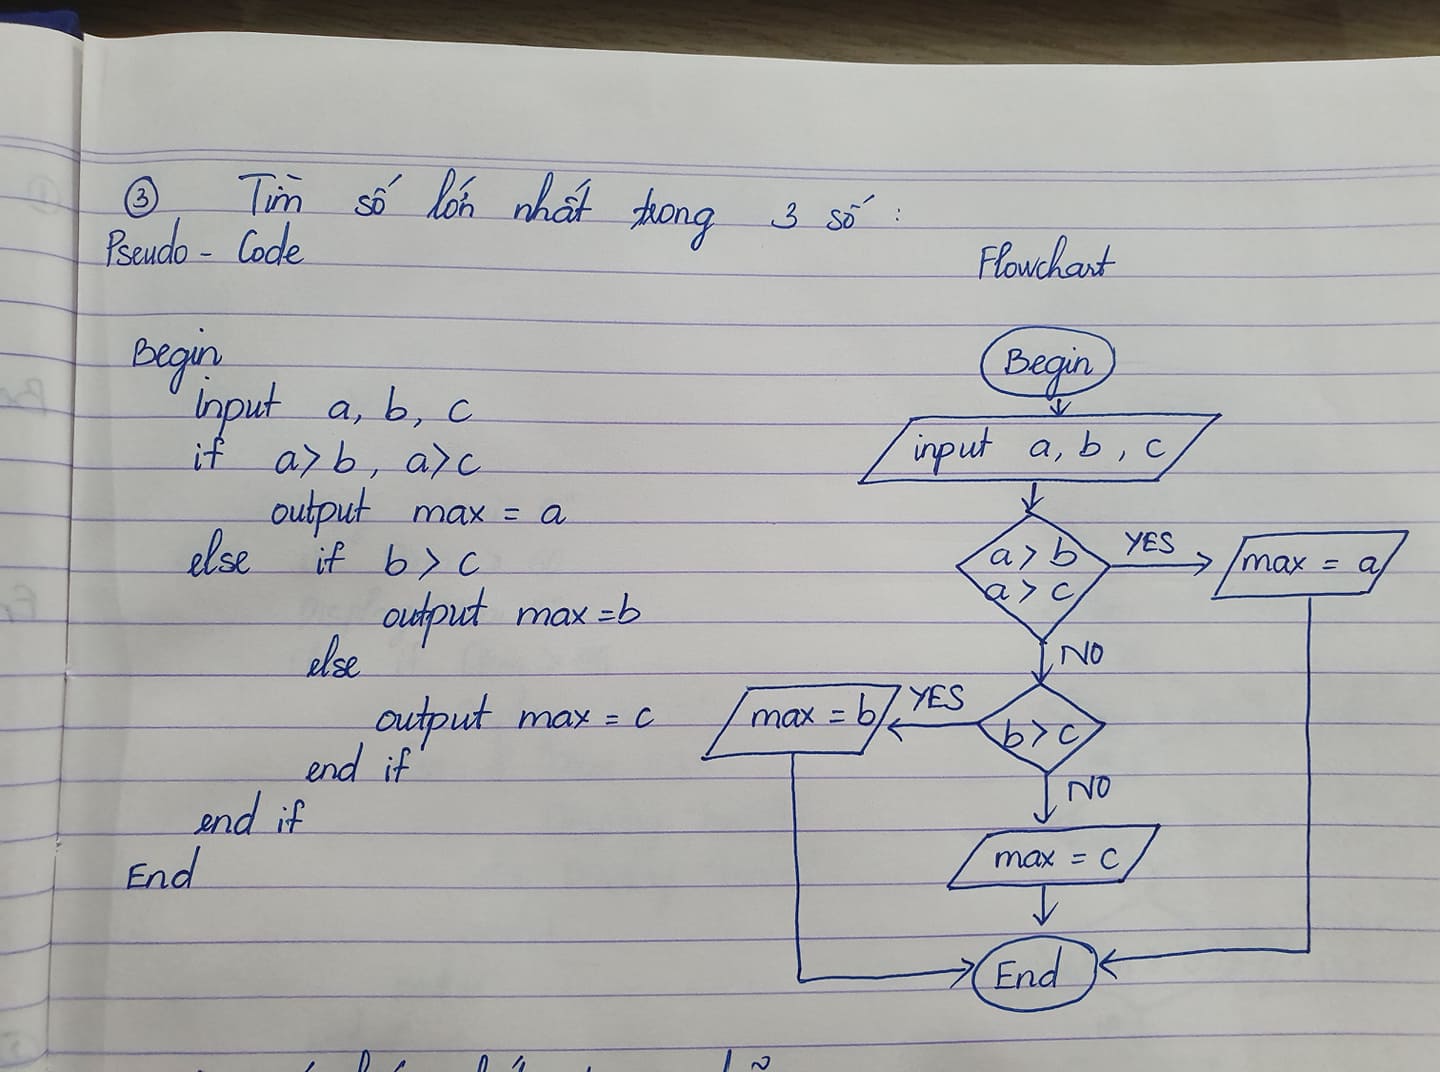 ③ Tìm số lớn nhất trong 3 số :
Pseudo - Code
Begin
input a, b, c
if a>b, a>c
output max = a
else if b > c
output max =b
else
output max = c
end if
end if
End
Flowchart
Begin
input a, b, c
a > b
a > c
YES
max = a
NO
b > c
YES
max = b
NO
max = c
End